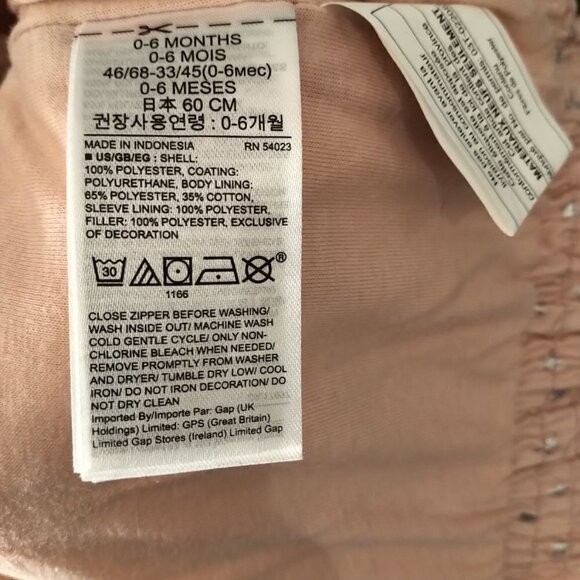 0-6 MONTHS
0-6 MOIS
46/68-33/45(0-6мес)
0-6 MESES
日本 60 CM
권장사용연령 : 0-6개월
MADE IN INDONESIA RN 54023
■ US/GB/EG : SHELL:
100% POLYESTER, COATING:
POLYURETHANE, BODY LINING:
65% POLYESTER, 35% COTTON,
SLEEVE LINING: 100% POLYESTER,
FILLER: 100% POLYESTER, EXCLUSIVE
OF DECORATION
30
®
1166
CLOSE ZIPPER BEFORE WASHING/
WASH INSIDE OUT/ MACHINE WASH
COLD GENTLE CYCLE/ ONLY NON-
CHLORINE BLEACH WHEN NEEDED/
REMOVE PROMPTLY FROM WASHER
AND DRYER/ TUMBLE DRY LOW/ COOL
IRON/ DO NOT IRON DECORATION/ DO
NOT DRY CLEAN
Imported By/Importe Par: Gap (UK
Holdings) Limited: GPS (Great Britain)
Limited Gap Stores (Ireland) Limited Gap
MATERIAUX NEUFS SEULEMENT